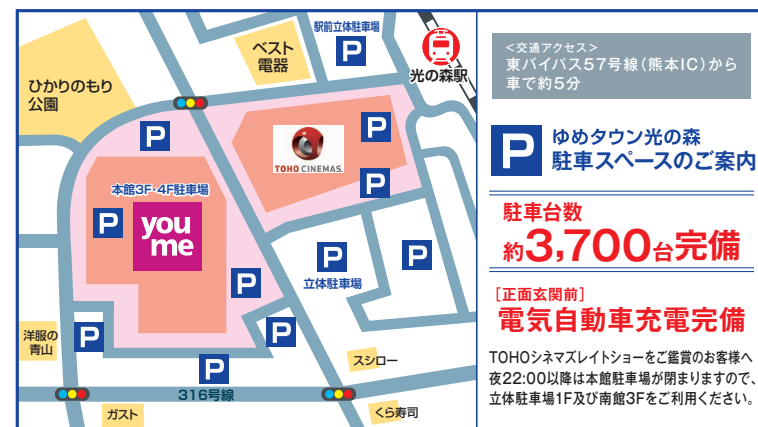 駅前立体駐車場
P
ベスト
電器
光の森駅
ひかりのもり
公園
P
P
TOHO CINEMAS.
P
本館3F・4F駐車場
P
you
me
P
P
立体駐車場
P
P
P
P
洋服の
青山
スシロー
316号線
ガスト
くら寿司
<交通アクセス>
東バイパス57号線(熊本IC)から
車で約5分
P
ゆめタウン光の森
駐車スペースのご案内
駐車台数
約3,700台完備
[正面玄関前]
電気自動車充電完備
TOHOシネマズレイトショーをご鑑賞のお客様へ
夜22:00以降は本館駐車場が閉まりますので、
立体駐車場1F及び南館3Fをご利用ください。